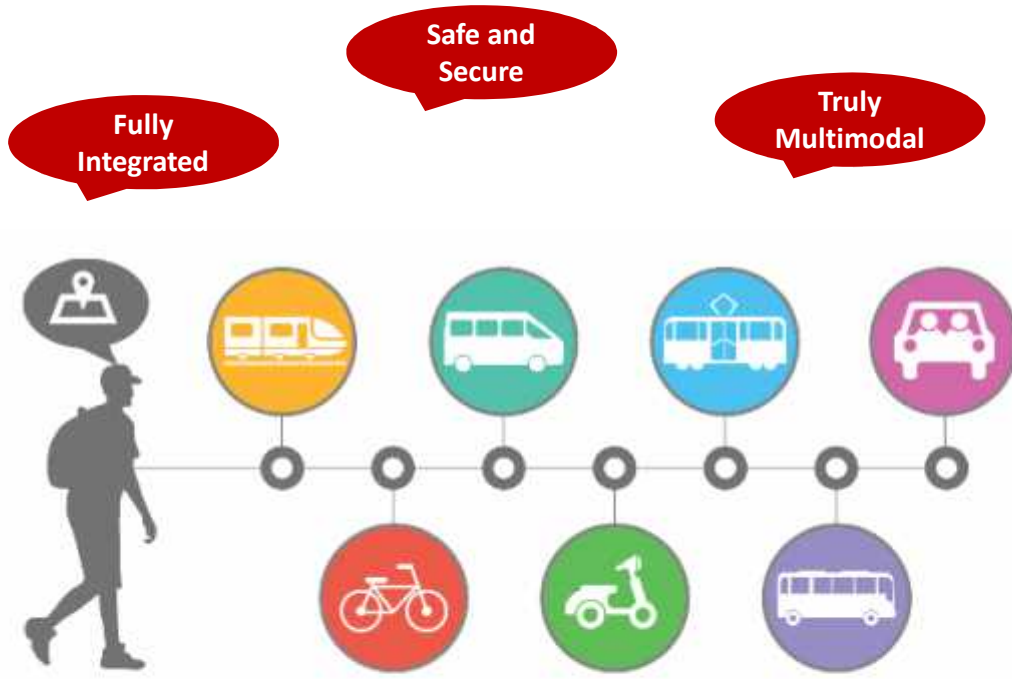 Safe and
Secure
Fully
Integrated
Truly
Multimodal